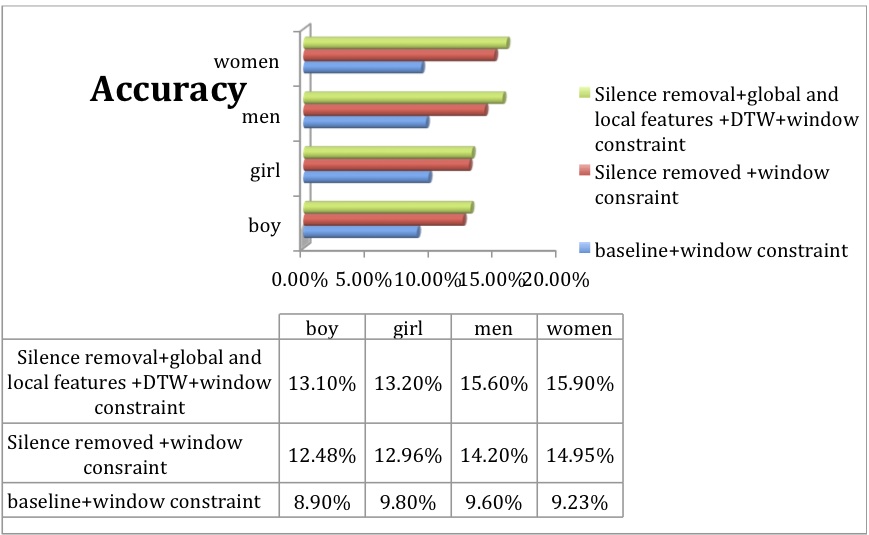 Accuracy
women
men
girl
boy
0.00% 5.00% 10.00% 15.00% 20.00%
Silence removal+global and
local features +DTW+window
constraint
Silence removed +window
consraint
baseline+window constraint
boy girl men women
Silence removal+global and
local features +DTW+window
constraint
13.10% 13.20% 15.60% 15.90%
Silence removed +window
consraint
12.48% 12.96% 14.20% 14.95%
baseline+window constraint 8.90% 9.80% 9.60% 9.23%